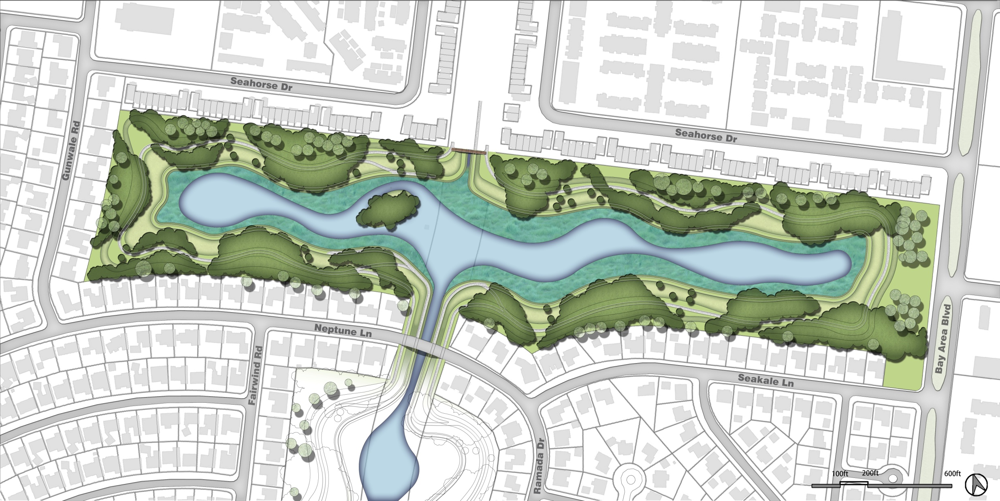 Seahorse Dr
Seahorse Dr
Gunwale Rd
Neptune Ln
Fairwind Rd
Bay Area Blvd
Seakale Ln
Ramada Dr
100ft 200ft 600ft